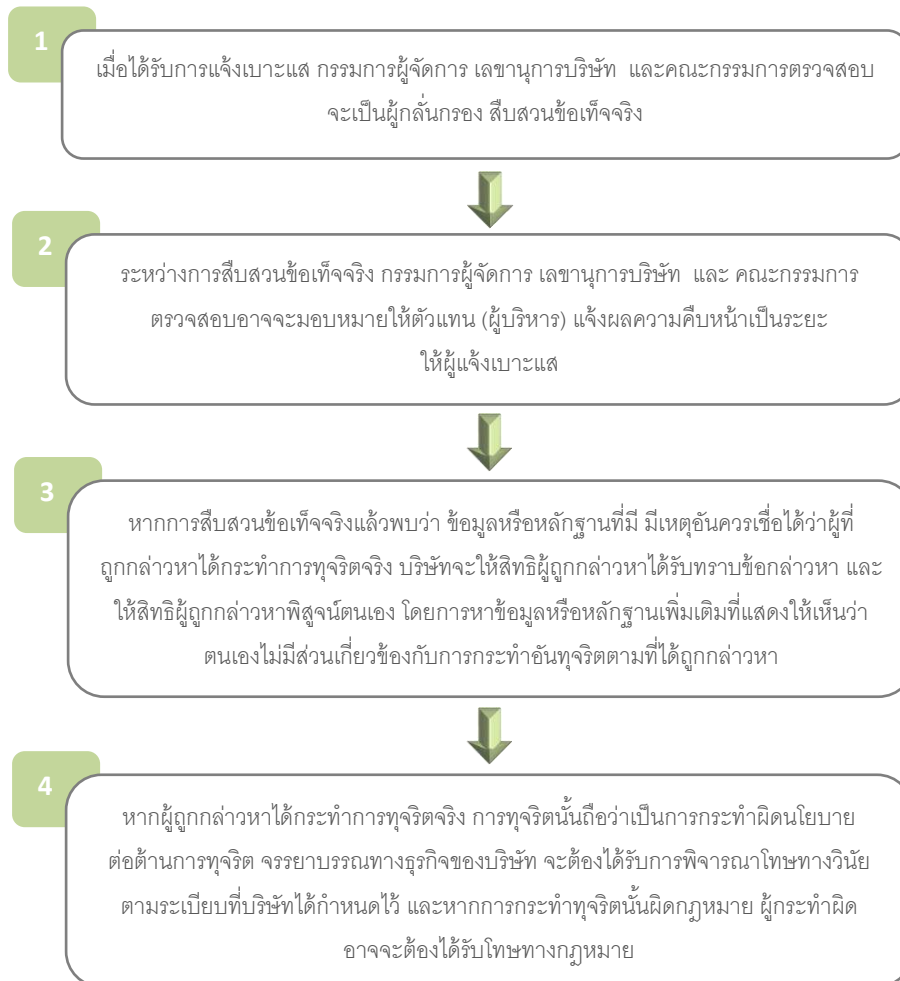 1
เมื่อได้รับการแจ้งเบาะแส กรรมการผู้จัดการ เลขานุการบริษัท และคณะกรรมการตรวจสอบ
จะเป็นผู้กลั่นกรอง สืบสวนข้อเท็จจริง
2
ระหว่างการสืบสวนข้อเท็จจริง กรรมการผู้จัดการ เลขานุการบริษัท และ คณะกรรมการ
ตรวจสอบอาจจะมอบหมายให้ตัวแทน (ผู้บริหาร) แจ้งผลความคืบหน้าเป็นระยะ
ให้ผู้แจ้งเบาะแส
3
หากการสืบสวนข้อเท็จจริงแล้วพบว่า ข้อมูลหรือหลักฐานที่มี มีเหตุอันควรเชื่อได้ว่าผู้ที่
ถูกกล่าวหาได้กระทำการทุจริตจริง บริษัทจะให้สิทธิผู้ถูกกล่าวหาได้รับทราบข้อกล่าวหา และ
ให้สิทธิผู้ถูกกล่าวหาพิสูจน์ตนเอง โดยการหาข้อมูลหรือหลักฐานเพิ่มเติมที่แสดงให้เห็นว่า
ตนเองไม่มีส่วนเกี่ยวข้องกับการกระทำอันทุจริตตามที่ได้ถูกกล่าวหา
4
หากผู้ถูกกล่าวหาได้กระทำการทุจริตจริง การทุจริตนั้นถือว่าเป็นการกระทำผิดนโยบาย
ต่อต้านการทุจริต จรรยาบรรณทางธุรกิจของบริษัท จะต้องได้รับการพิจารณาโทษทางวินัย
ตามระเบียบที่บริษัทได้กำหนดไว้ และหากการกระทำทุจริตนั้นผิดกฎหมาย ผู้กระทำผิด
อาจจะต้องได้รับโทษทางกฎหมาย